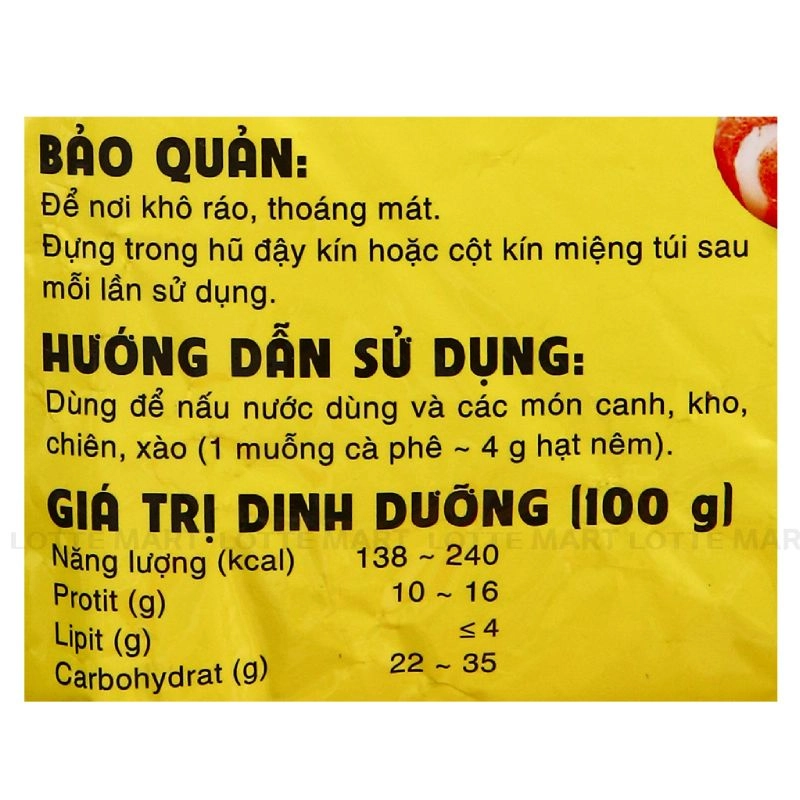 BẢO QUẢN:
Để nơi khô ráo, thoáng mát.
Đựng trong hũ đậy kín hoặc cột kín miệng túi sau
mỗi lần sử dụng.
HƯỚNG DẪN SỬ DỤNG:
Dùng để nấu nước dùng và các món canh, kho,
chiên, xào (1 muỗng cà phê ~ 4 g hạt nêm).
GIÁ TRỊ DINH DƯỠNG (100 g)
LOTTE MART LOTTE MART LOTTE MART LOTTE MART
Năng lượng (kcal) 138 ~ 240
Protit (g) 10 ~ 16
Lipit (g) ≤ 4
Carbohydrat (g) 22 ~ 35